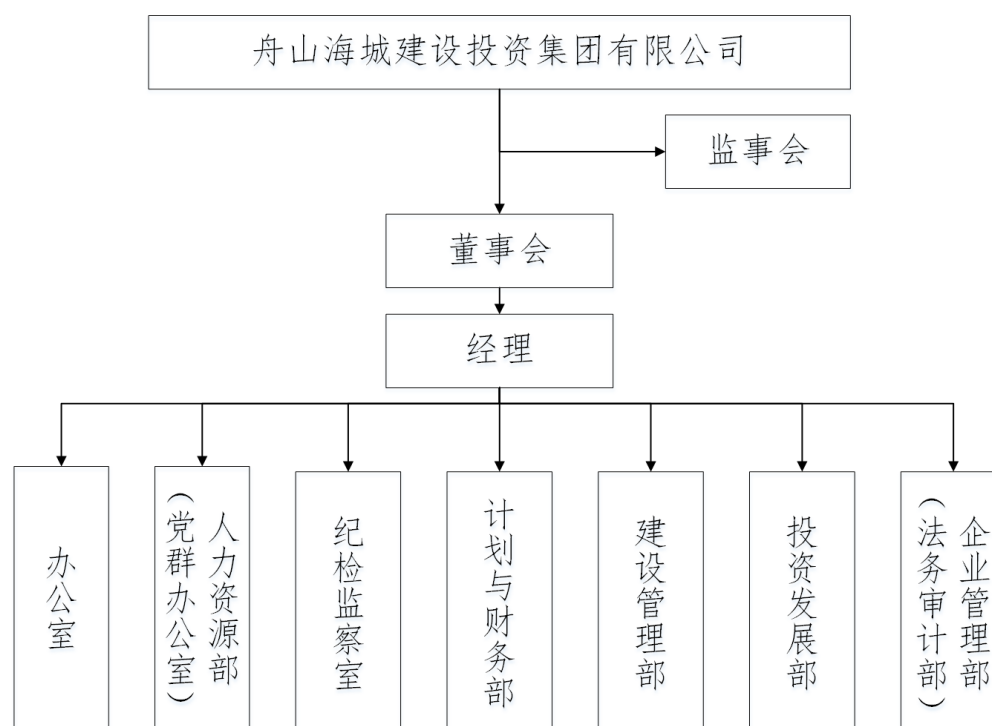 舟山海城建设投资集团有限公司
监事会
董事会
经理
办公室
人力资源部
（党群办公室）
纪检监察室
计划与财务部
建设管理部
投资发展部
企业管理部
（法务审计部）